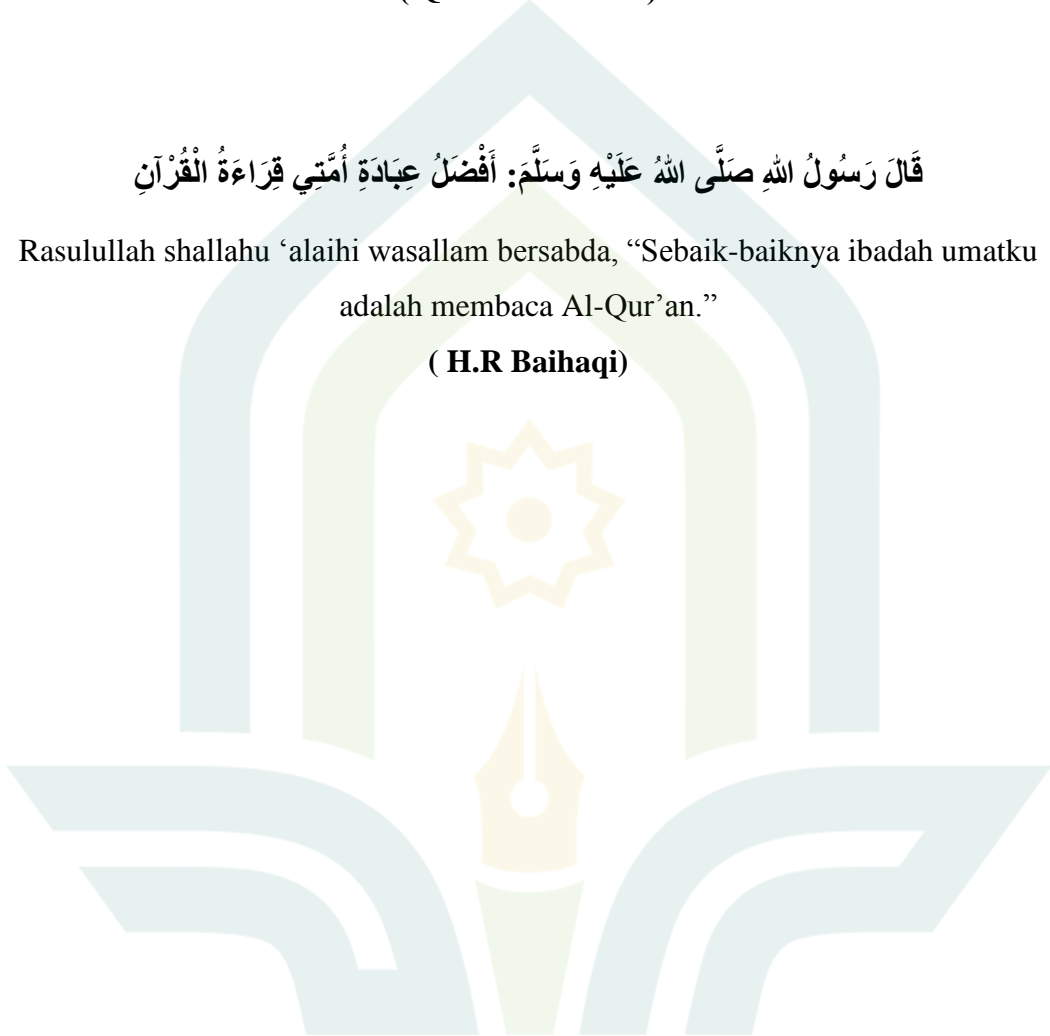 قَالَ رَسُولُ اللهِ صَلَّى اللهُ عَلَيْهِ وَسَلَّمَ: أَفْضَلُ عِبَادَةِ أُمَّتِي قِرَاءَةُ الْقُرْآنِ
Rasulullah shallahu ‘alaihi wasallam bersabda, “Sebaik-baiknya ibadah umatku
adalah membaca Al-Qur’an.”
( H.R Baihaqi)